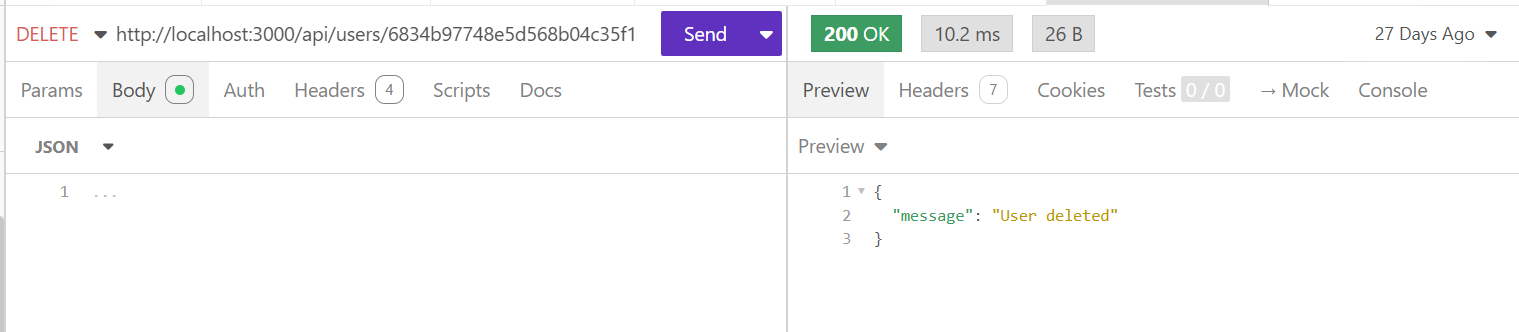 DELETE http://localhost:3000/api/users/6834b97748e5d568b04c35f1 Send
Params Body Auth Headers 4 Scripts Docs
JSON
1 ...
200 OK 10.2 ms 26 B 27 Days Ago
Preview Headers 7 Cookies Tests 0 / 0 → Mock Console
Preview
1 {
2 "message": "User deleted"
3 }